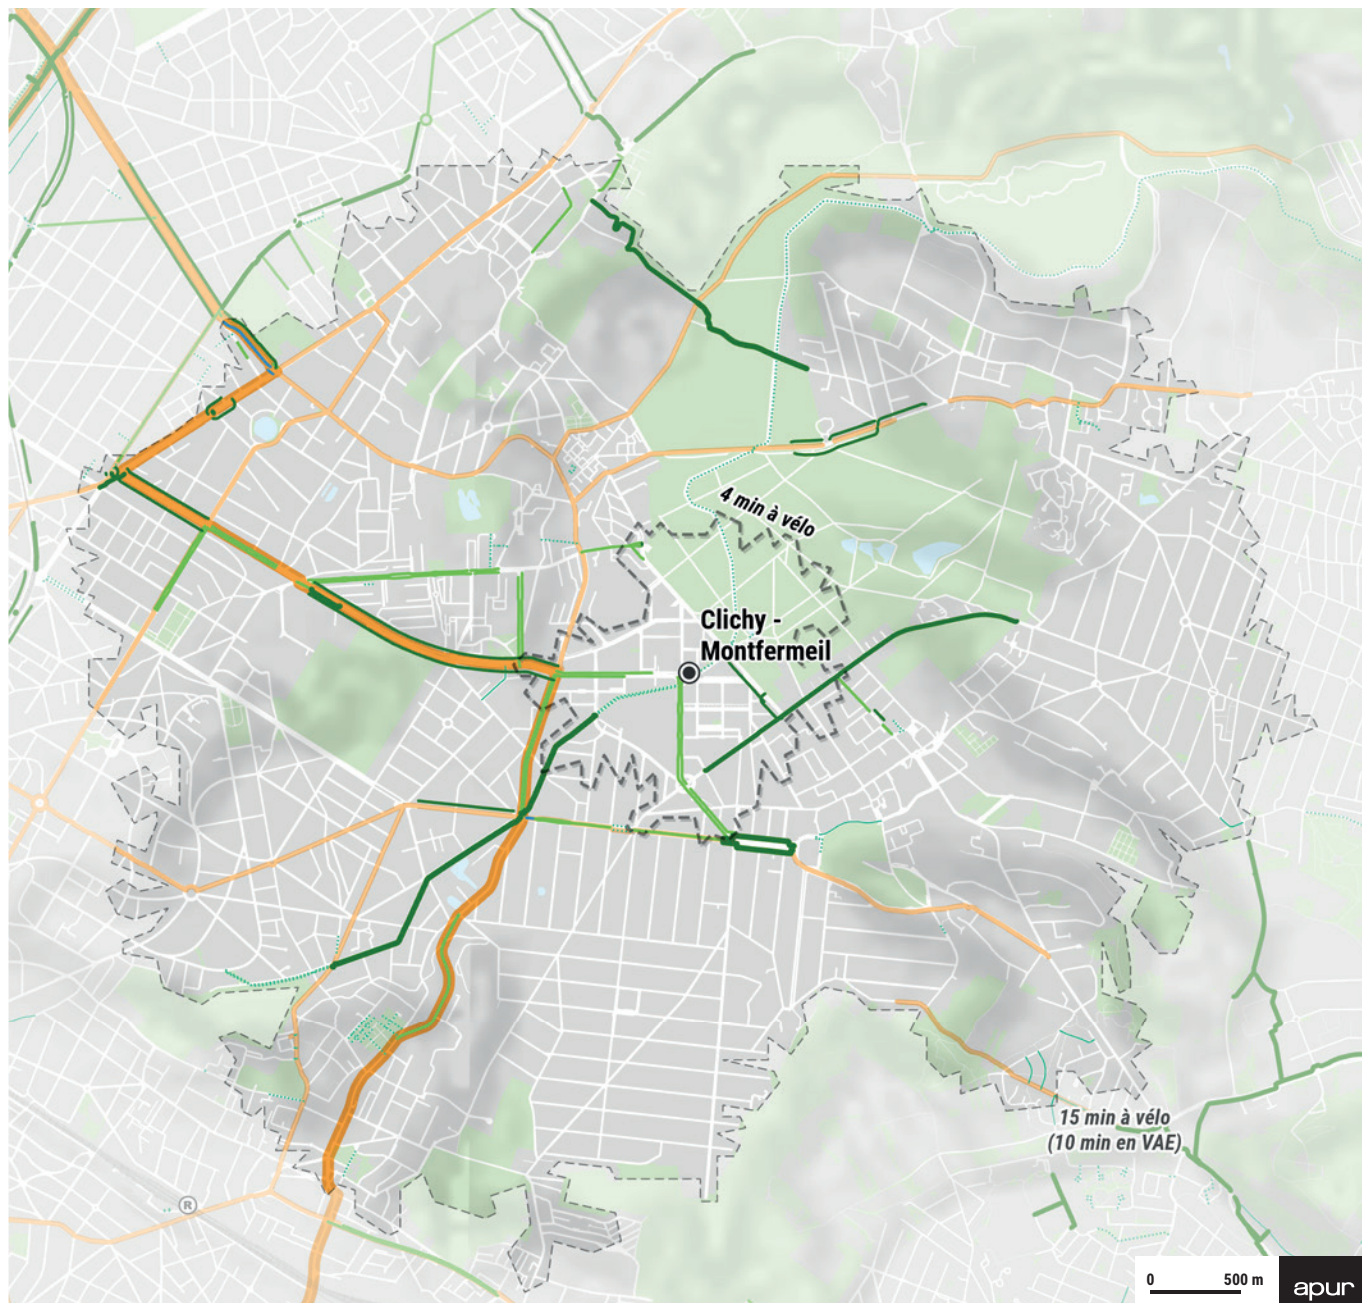 4 min à vélo
Clichy -
Montfermeil
15 min à vélo
(10 min en VAE)
R
0 500 m
apur